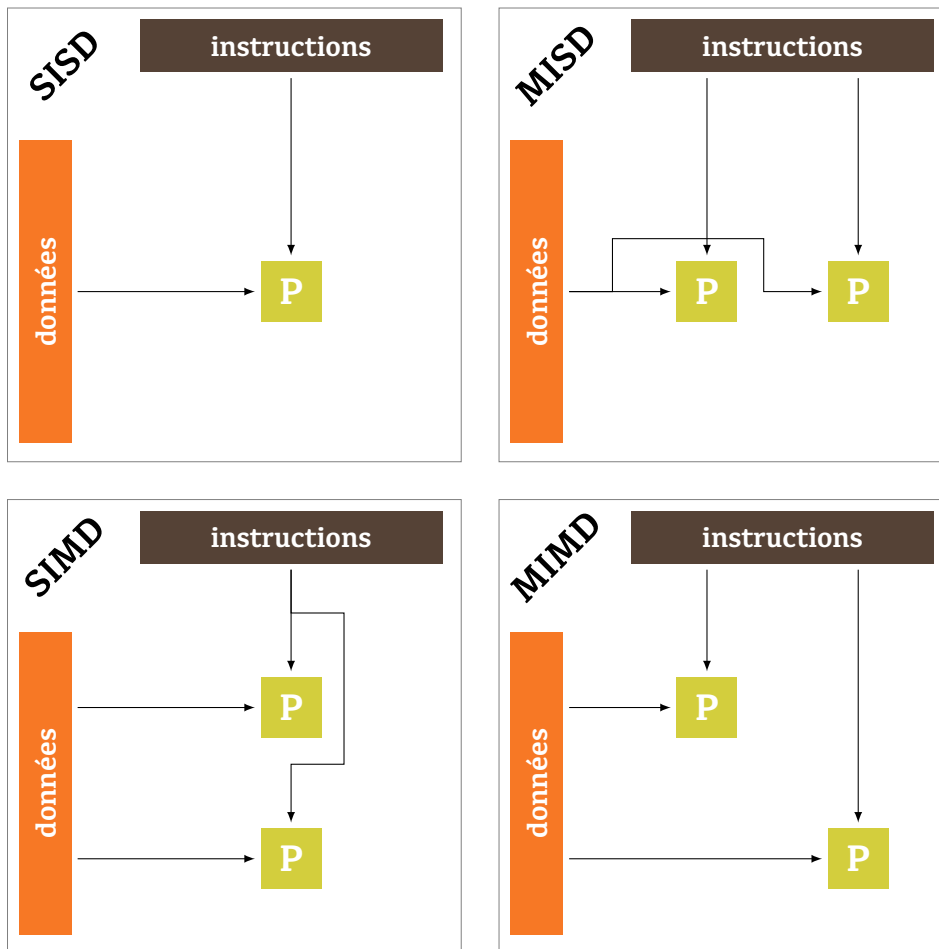 SISD
instructions
données
P
MISD
instructions
données
P
P
SIMD
instructions
données
P
P
MIMD
instructions
données
P
P